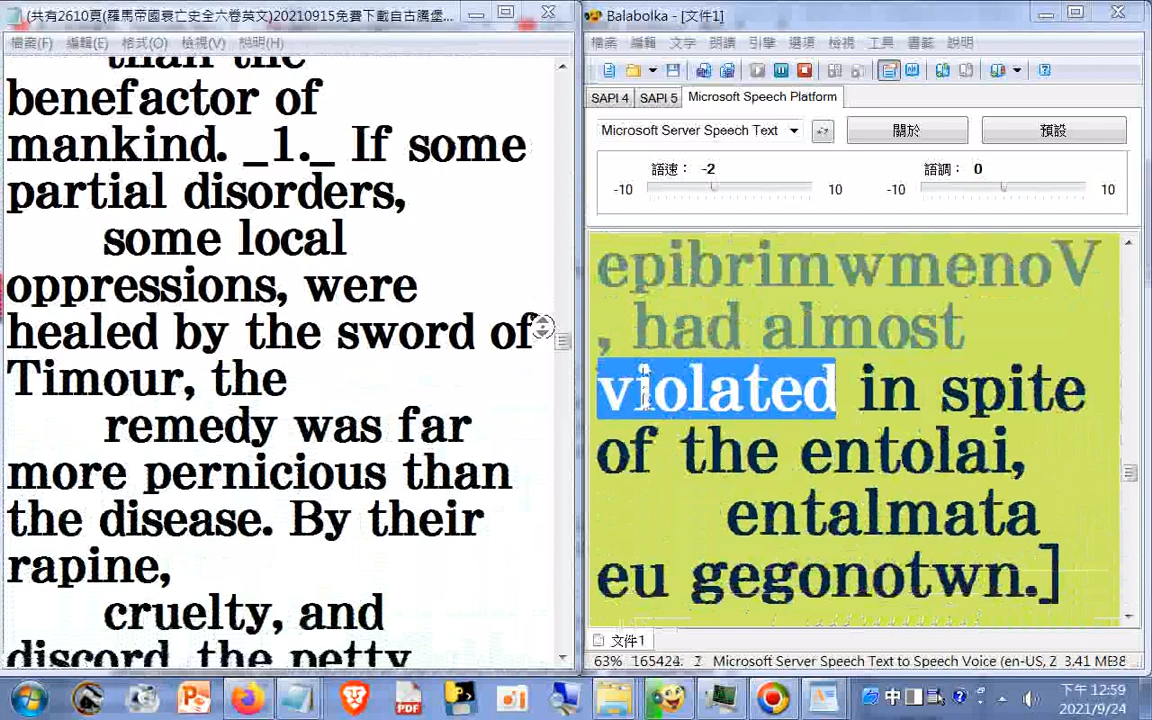 (共有2610頁(羅馬帝國衰亡史全六卷英文)20210915免費下載自古騰堡...
檔案(F) 編輯(E) 格式(O) 檢視(V) 說明(H)
than the
benefactor of
mankind. _1._ If some
partial disorders,
some local
oppressions, were
healed by the sword of
Timour, the
remedy was far
more pernicious than
the disease. By their
rapine,
cruelty, and
discord, the petty
Balabolka - [文件1]
檔案 編輯 文字 朗讀 引擎 選項 檢視 工具 書籤 說明
SAPI 4 SAPI 5 Microsoft Speech Platform
Microsoft Server Speech Text 關於 預設
語速： -2 語調： 0
-10 10 -10 10
epibrimwmenoV
, had almost
violated in spite
of the entolai,
entalmata
eu gegonotwn.]
文件1
63% 165424. Microsoft Server Speech Text to Speech Voice (en-US, Z 3.41 MB
中 下午 12:59
2021/9/24